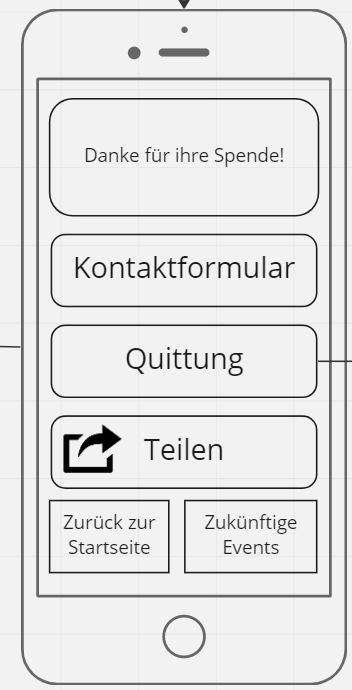 Danke für ihre Spende!
Kontaktformular
Quittung
Teilen
Zurück zur
Startseite
Zukünftige
Events